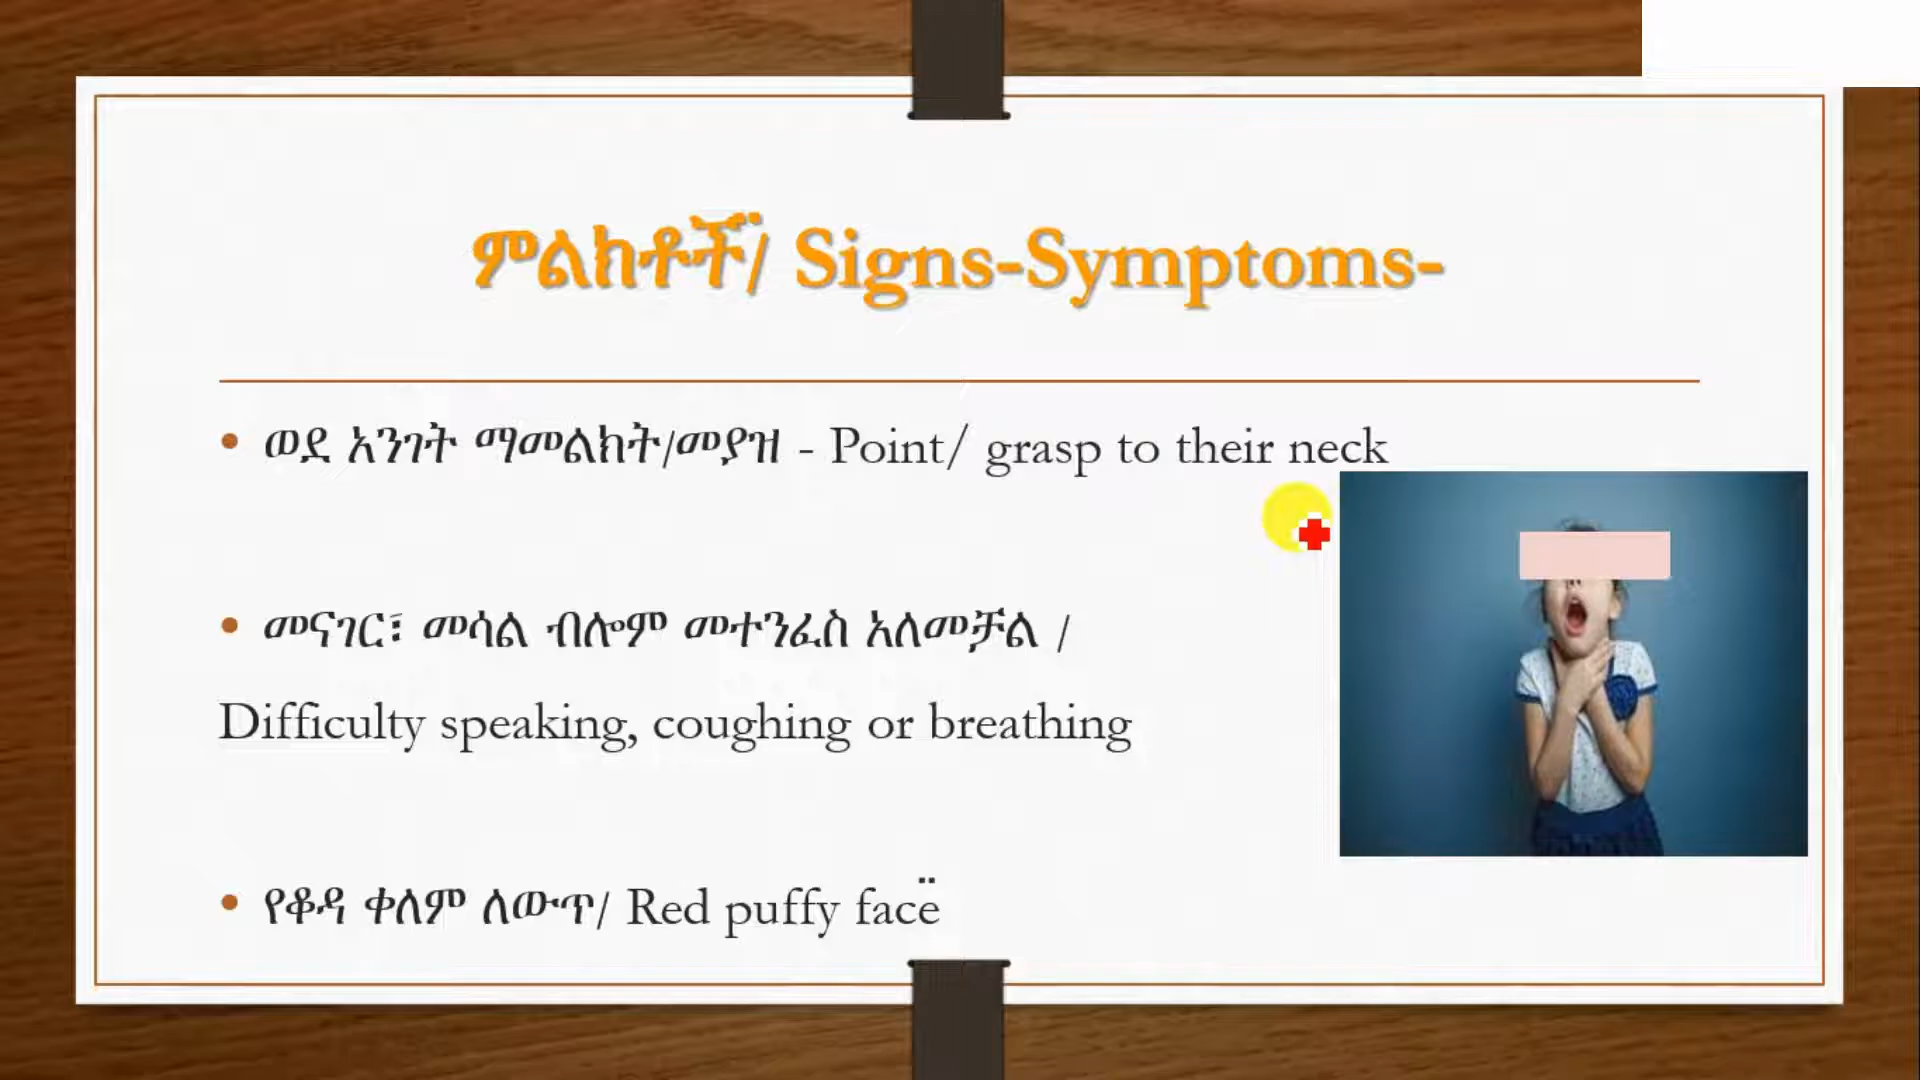 ምልክቶች/ Signs-Symptoms-
• ወደ አንገት ማመልከት/መያዝ - Point/ grasp to their neck
• መናገር፣ መሳል ብሎም መተንፈስ አለመቻል /
Difficulty speaking, coughing or breathing
• የቆዳ ቀለም ለውጥ/ Red puffy face